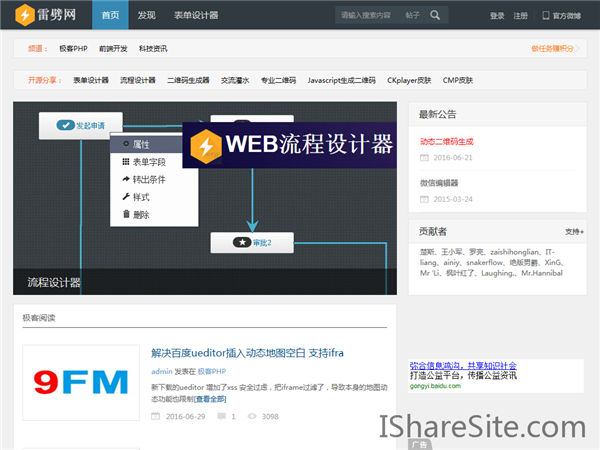 雷劈网 首页 发现 表单设计器 请输入搜索内容 帖子 登录 注册 官方微博
频道： 极客PHP 前端开发 科技资讯 做任务赚积分
开源分享： 表单设计器 流程设计器 二维码生成器 交流灌水 专业二维码 Javascript生成二维码 CKplayer皮肤 CMP皮肤
发起申请
属性
表单字段
转出条件
样式
删除
WEB流程设计器
审批2
流程设计器
最新公告
动态二维码生成
2016-06-21
微信编辑器
2015-03-24
贡献者 支持+
楚斯、王小军、罗亮、zaishihonglian、IT-
liang、ainiy、snakerflow、绝版男爵、XinG、
Mr 'Li、枫叶红了、Laughing.、Mr.Hannibal
极客阅读
9FM
解决百度ueditor插入动态地图空白 支持ifra
admin 发表在 极客PHP
新下载的ueditor 增加了xss 安全过滤，把iframe过滤了，导致本身的地图动
态功能也限制[查看全部]
2016-06-29 1 3098
弥合信息鸿沟，共享知识社会
打造公益平台，传播公益资讯
gongyi.baidu.com
广告
IShareSite.com